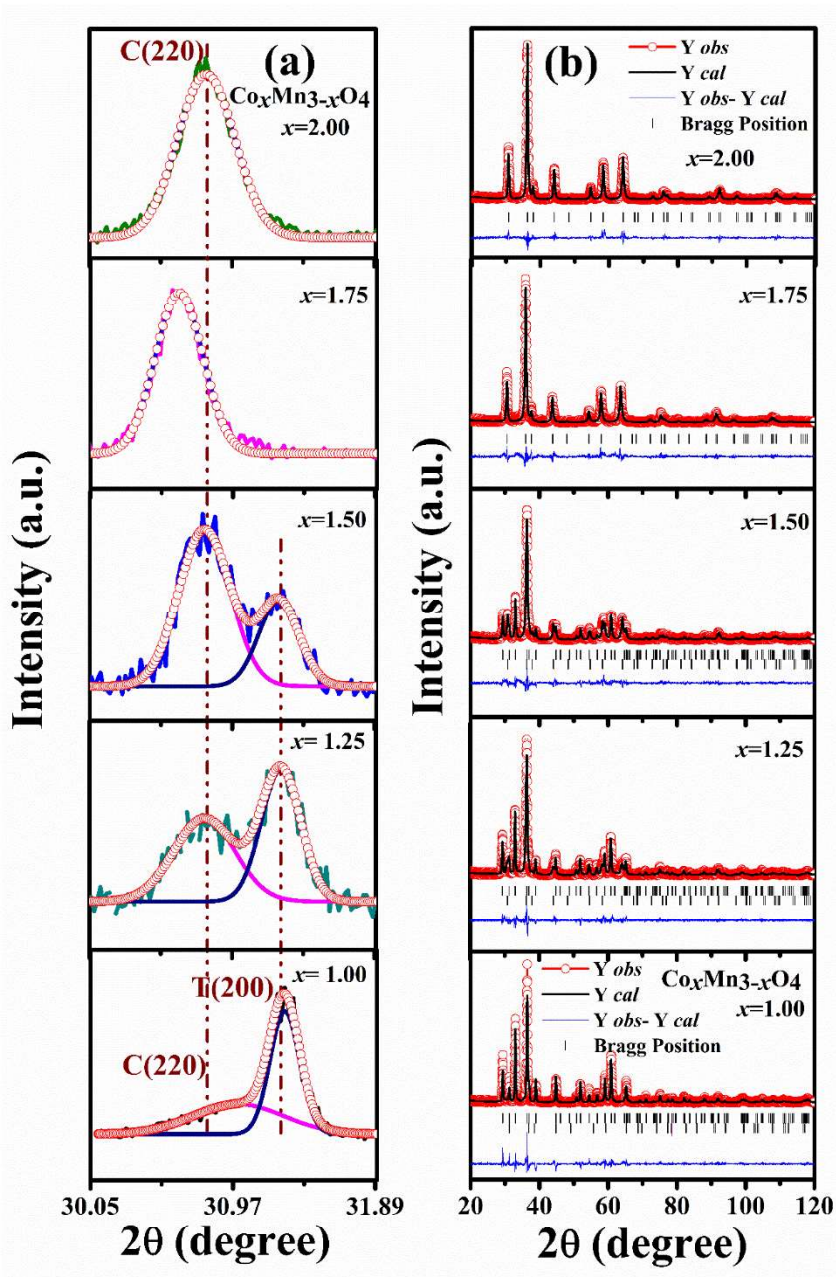 C(220)
(a)
CoxMn3-xO4
x=2.00
x=1.75
x=1.50
x= 1.25
x= 1.00
T(200)
C(220)
Intensity (a.u.)
Intensity (a.u.)
30.05 30.97 31.89
2θ (degree)
(b)
Y obs
Y cal
Y obs- Y cal
Bragg Position
x=2.00
x=1.75
x=1.50
x=1.25
Y obs
Y cal
Y obs- Y cal
Bragg Position
CoxMn3-xO4
x=1.00
Intensity (a.u.)
Intensity (a.u.)
20 40 60 80 100 120
2θ (degree)